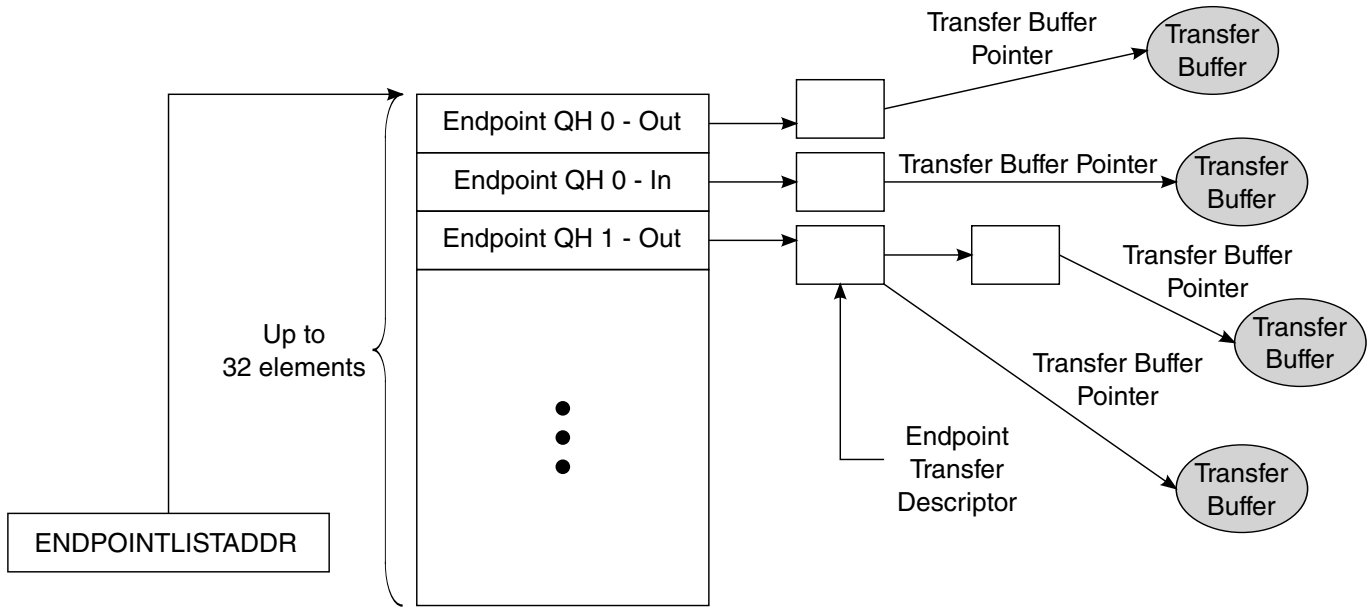 Transfer Buffer
Pointer
Transfer
Buffer
Endpoint QH 0 - Out
Endpoint QH 0 - In
Transfer Buffer Pointer
Transfer
Buffer
Endpoint QH 1 - Out
Transfer Buffer
Pointer
Transfer
Buffer
Up to
32 elements
Transfer Buffer
Pointer
Endpoint
Transfer
Descriptor
Transfer
Buffer
ENDPOINTLISTADDR